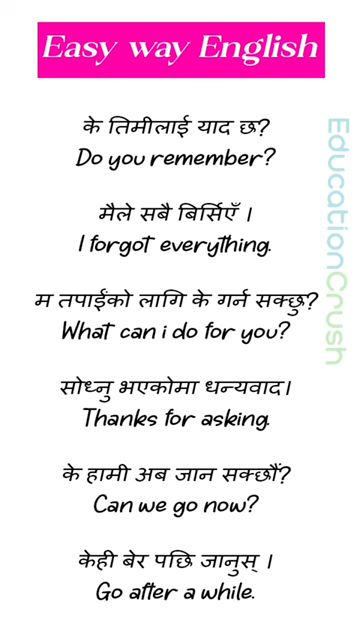 Easy way English
के तिमीलाई याद छ?
Do you remember?
मैले सबै बिर्सिएँ ।
I forgot everything.
म तपाईंको लागि के गर्न सक्छु?
What can i do for you?
सोध्नु भएकोमा धन्यवाद।
Thanks for asking.
के हामी अब जान सक्छौं?
Can we go now?
केही बेर पछि जानुस् ।
Go after a while.
EducationCrush